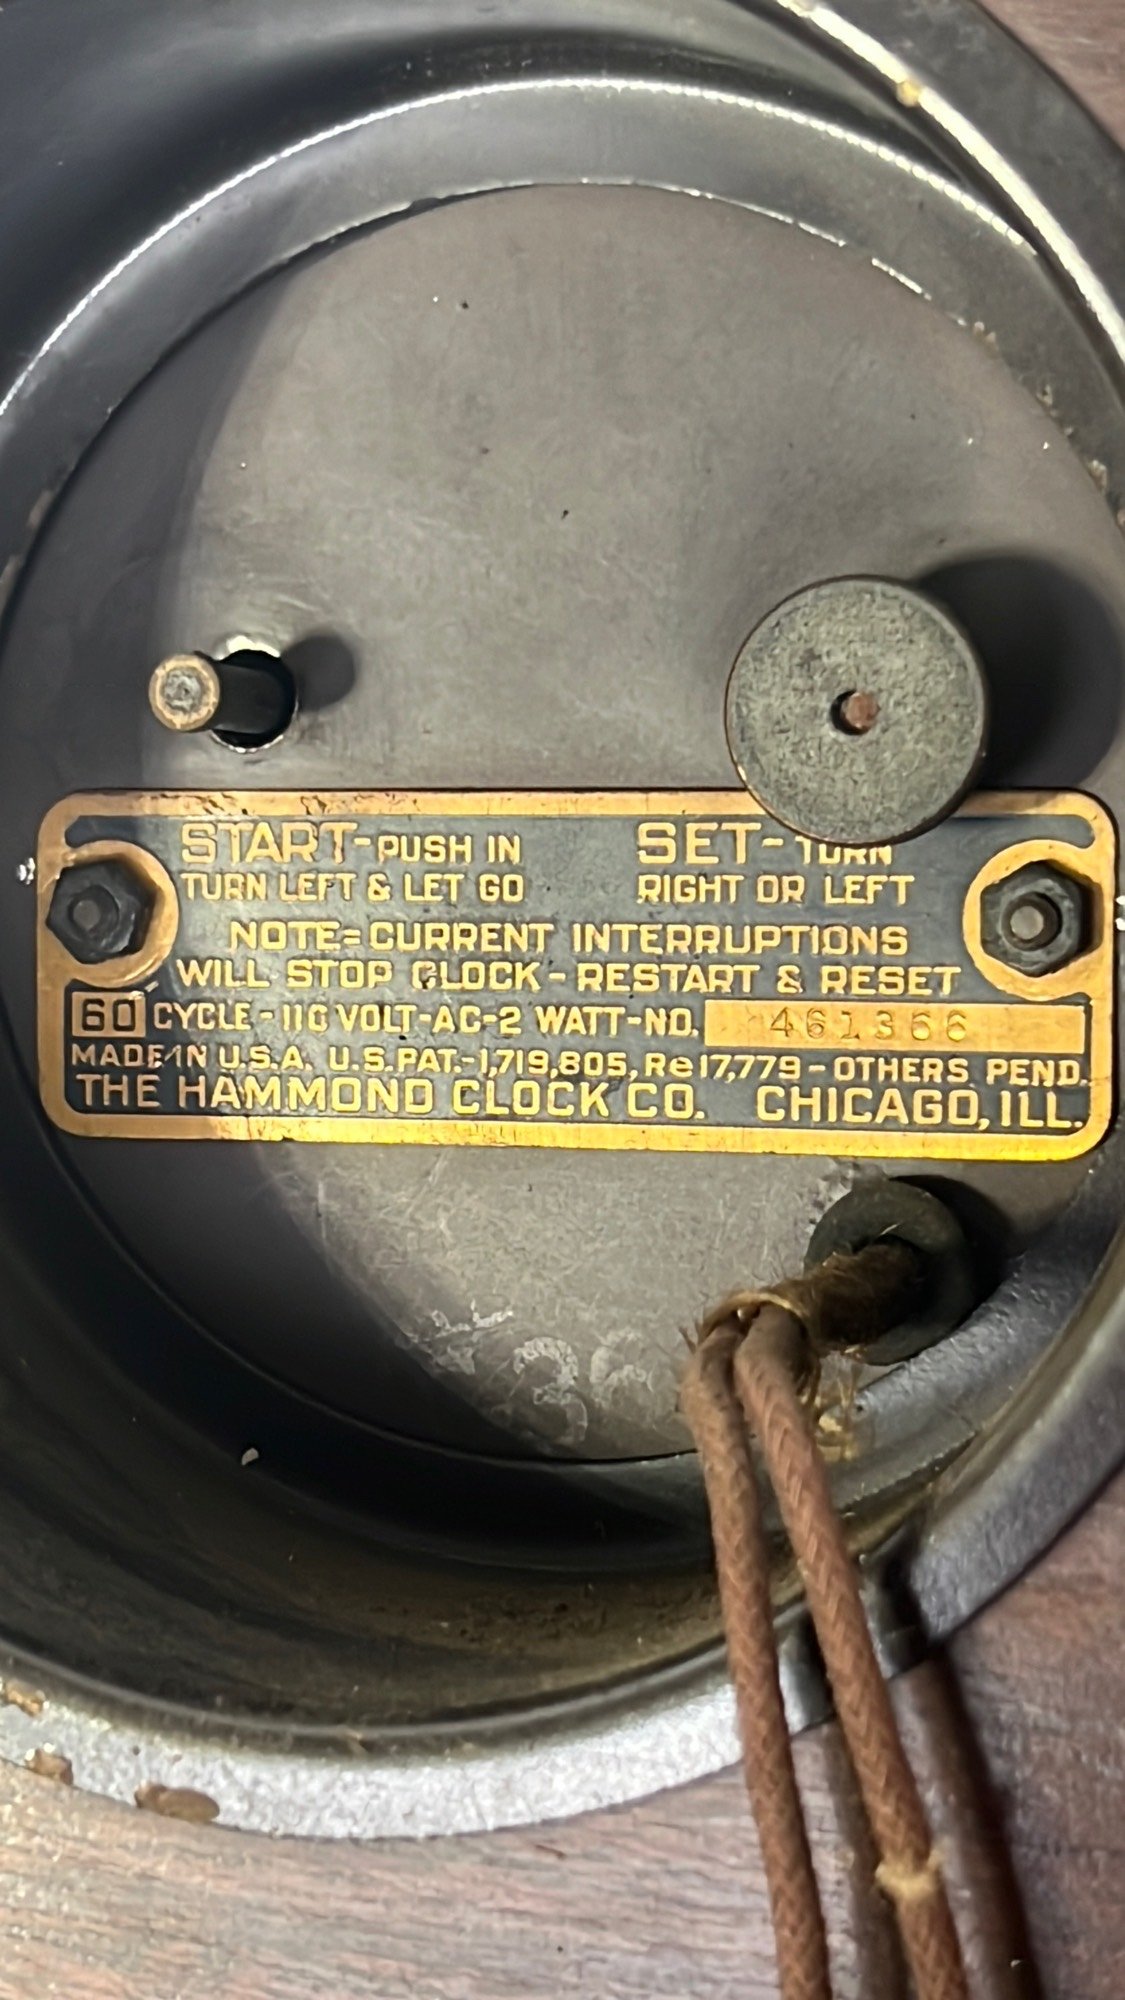 START-PUSH IN
TURN LEFT & LET GO
SET-TURN
RIGHT OR LEFT
NOTE=CURRENT INTERRUPTIONS
WILL STOP CLOCK-RESTART & RESET
60 CYCLE-110 VOLT-AC-2 WATT-NO. 461366
MADE IN U.S.A. U.S.PAT.-1,719,805, Re17,779-OTHERS PEND.
THE HAMMOND CLOCK CO. CHICAGO, ILL.